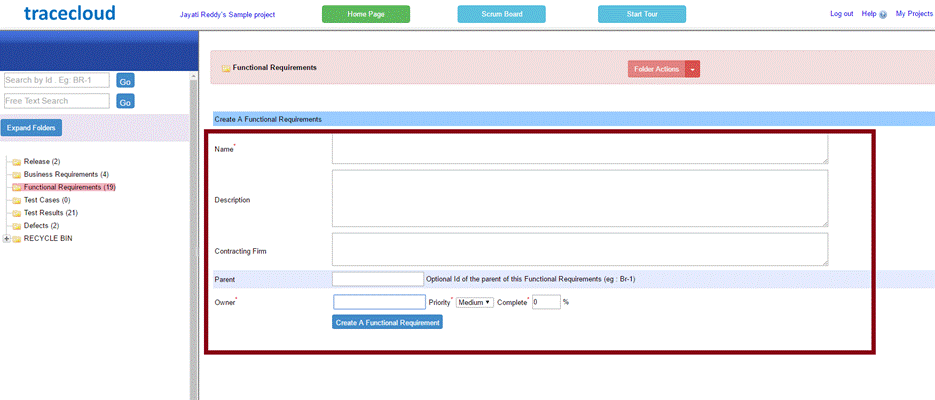 tracecloud Jayati Reddy's Sample project Home Page Scrum Board Start Tour Log out Help My Projects
Search by Id . Eg: BR-1 Go
Free Text Search Go
Expand Folders
Release (2)
Business Requirements (4)
Functional Requirements (19)
Test Cases (0)
Test Results (21)
Defects (2)
RECYCLE BIN
Functional Requirements Folder Actions
Create A Functional Requirements
Name*
Description
Contracting Firm
Parent Optional Id of the parent of this Functional Requirements (eg : Br-1)
Owner* Priority* Medium Complete* 0 %
Create A Functional Requirement